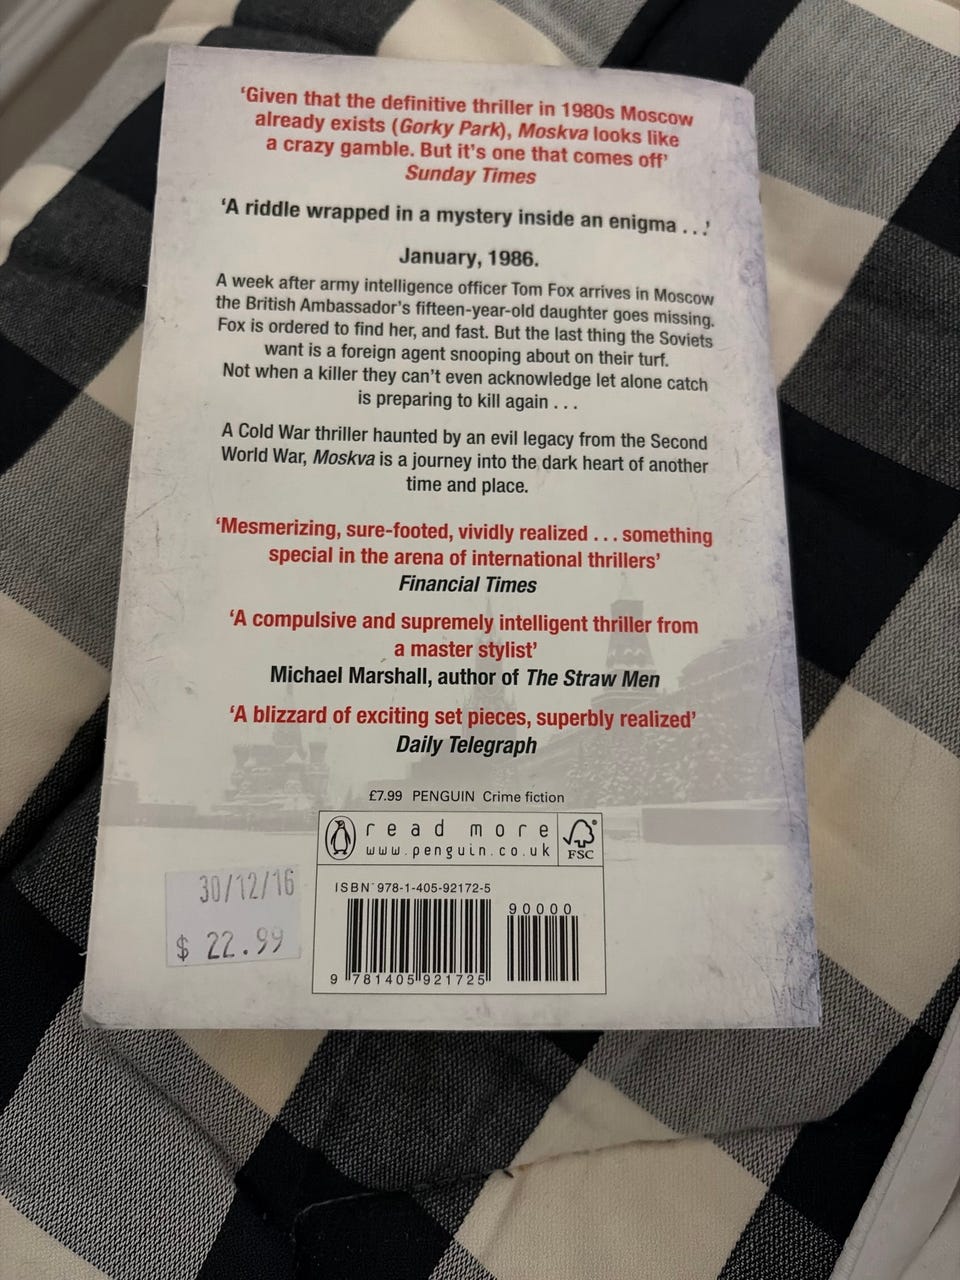 ‘Given that the definitive thriller in 1980s Moscow
already exists (Gorky Park), Moskva looks like
a crazy gamble. But it’s one that comes off’
Sunday Times
‘A riddle wrapped in a mystery inside an enigma . . .’
January, 1986.
A week after army intelligence officer Tom Fox arrives in Moscow
the British Ambassador’s fifteen-year-old daughter goes missing.
Fox is ordered to find her, and fast. But the last thing the Soviets
want is a foreign agent snooping about on their turf.
Not when a killer they can’t even acknowledge let alone catch
is preparing to kill again . . .
A Cold War thriller haunted by an evil legacy from the Second
World War, Moskva is a journey into the dark heart of another
time and place.
‘Mesmerizing, sure-footed, vividly realized . . . something
special in the arena of international thrillers’
Financial Times
‘A compulsive and supremely intelligent thriller from
a master stylist’
Michael Marshall, author of The Straw Men
‘A blizzard of exciting set pieces, superbly realized’
Daily Telegraph
£7.99 PENGUIN Crime fiction
read more
www.penguin.co.uk
FSC
30/12/16
$ 22.99
ISBN 978-1-405-92172-5
90000
9 781405 921725